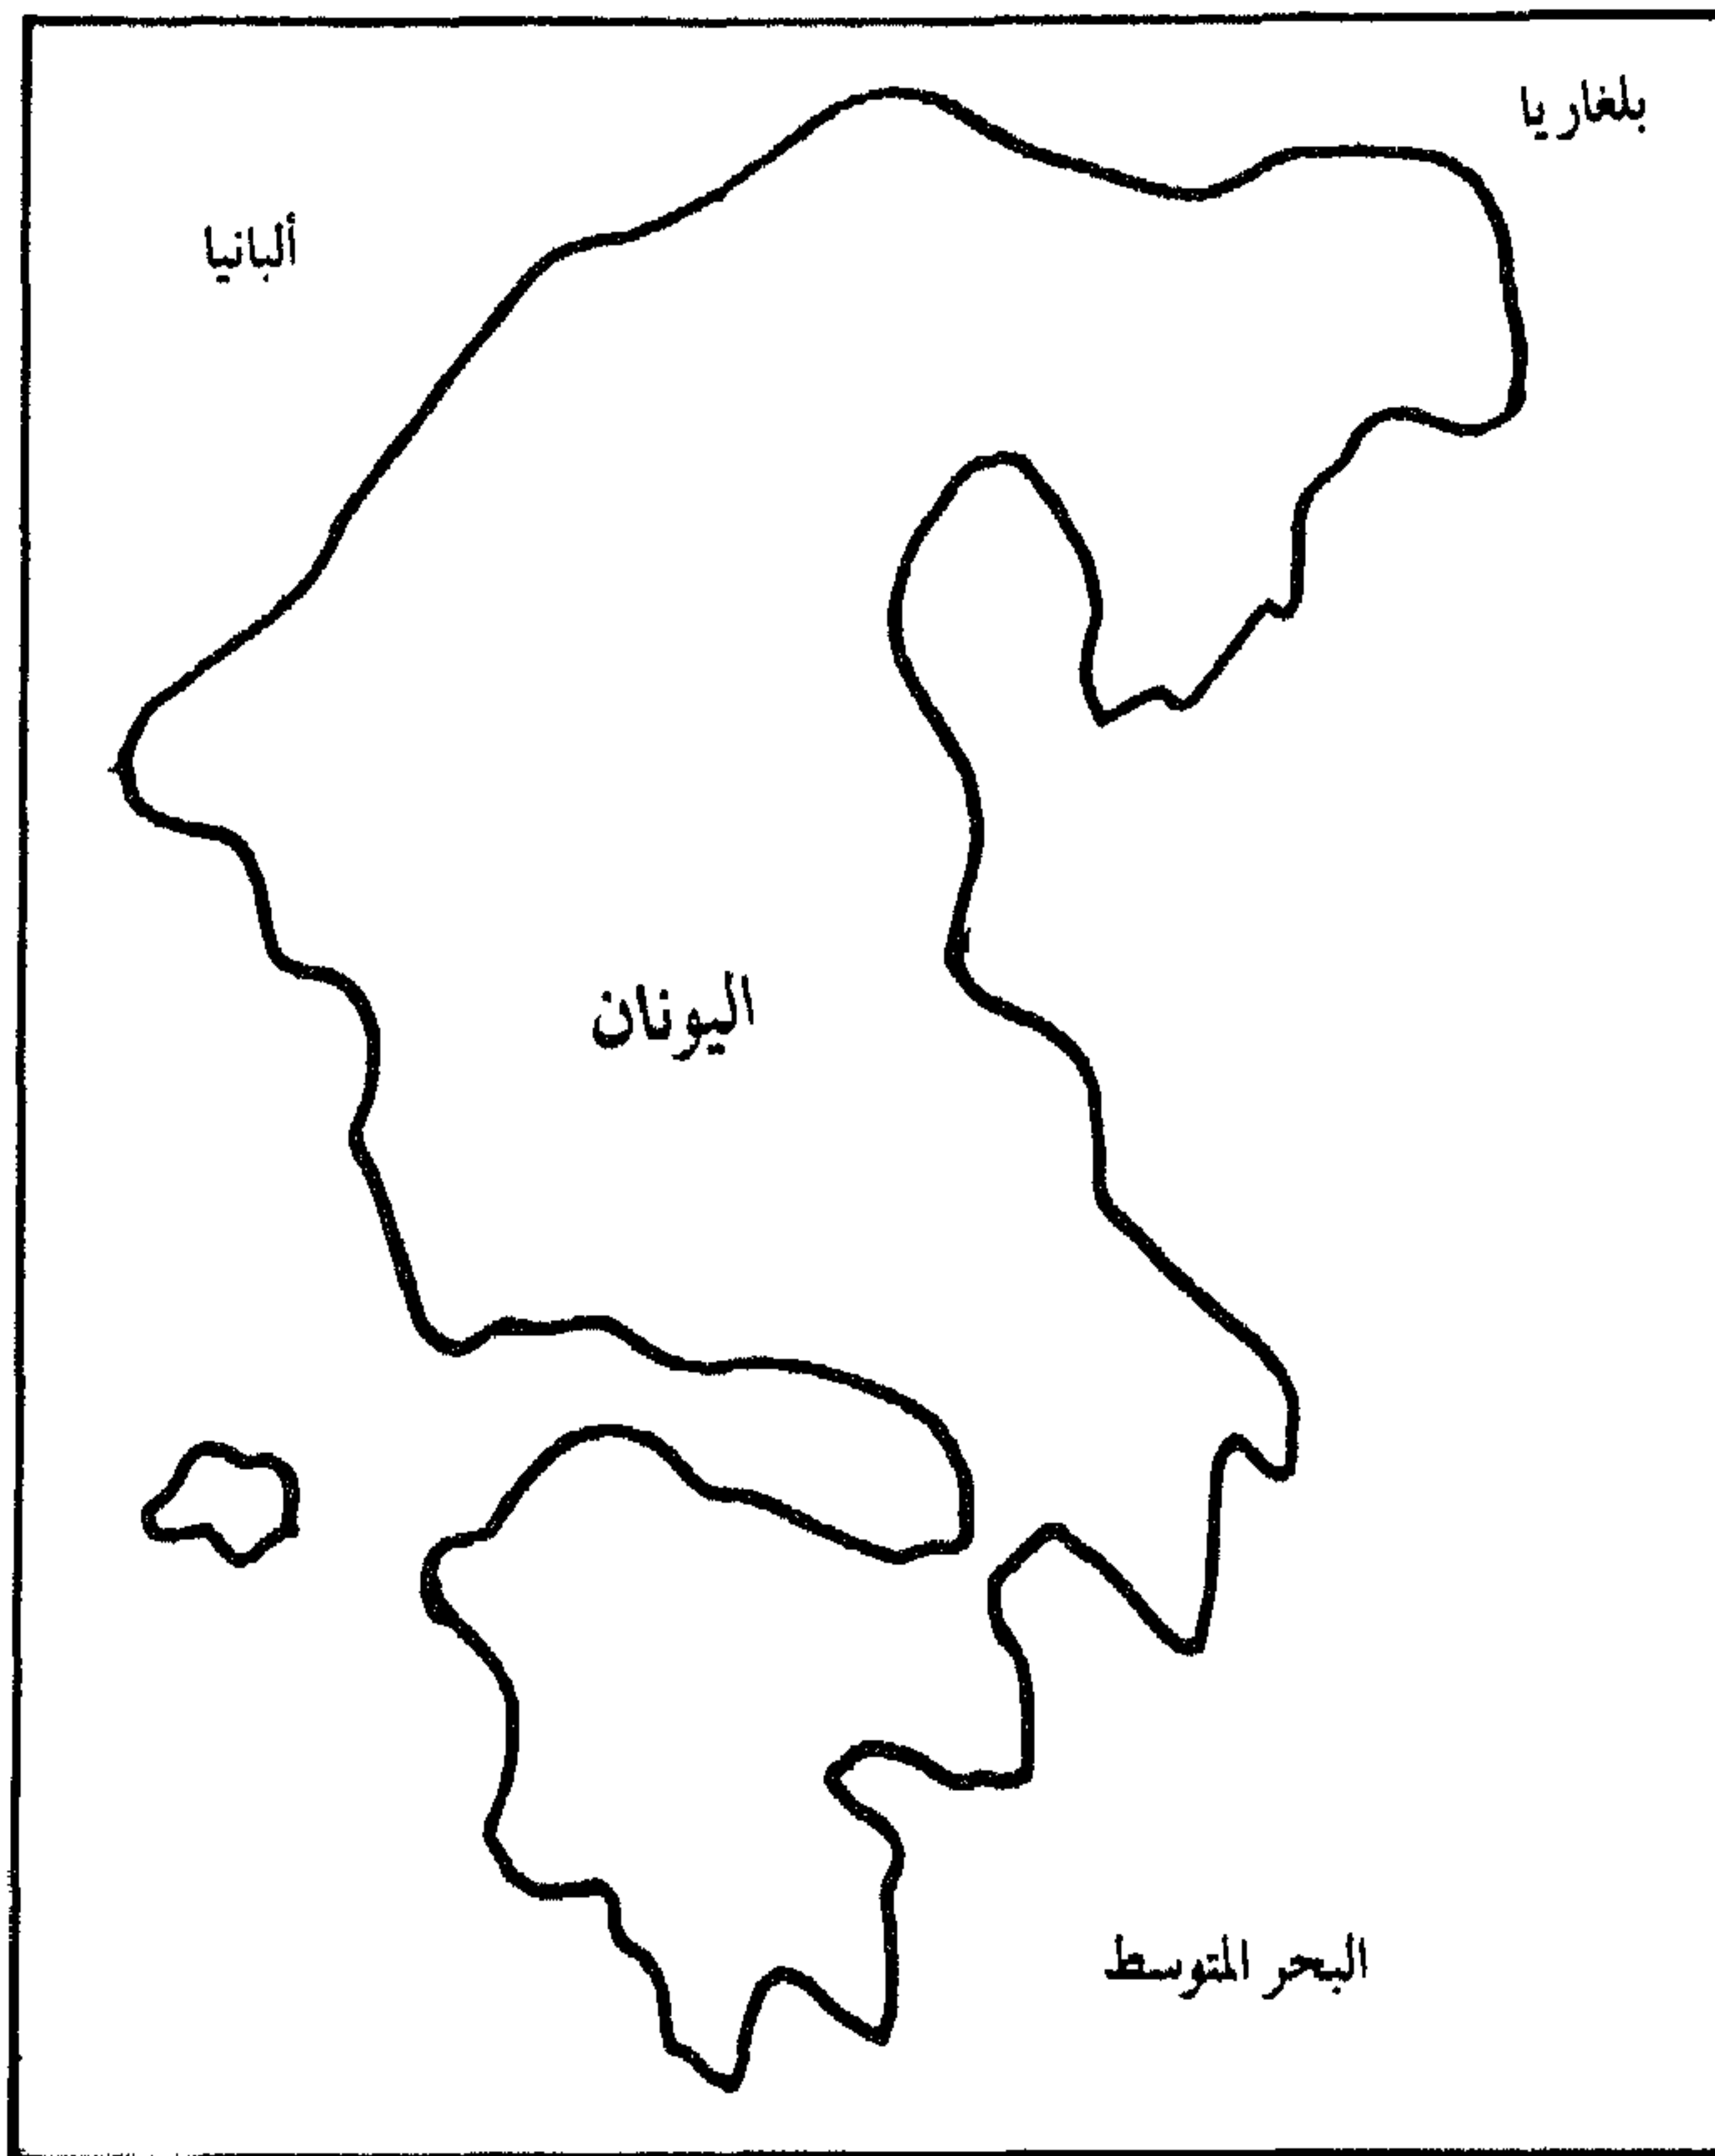 بلغاريا
ألبانيا
اليونان
البحر المتوسط